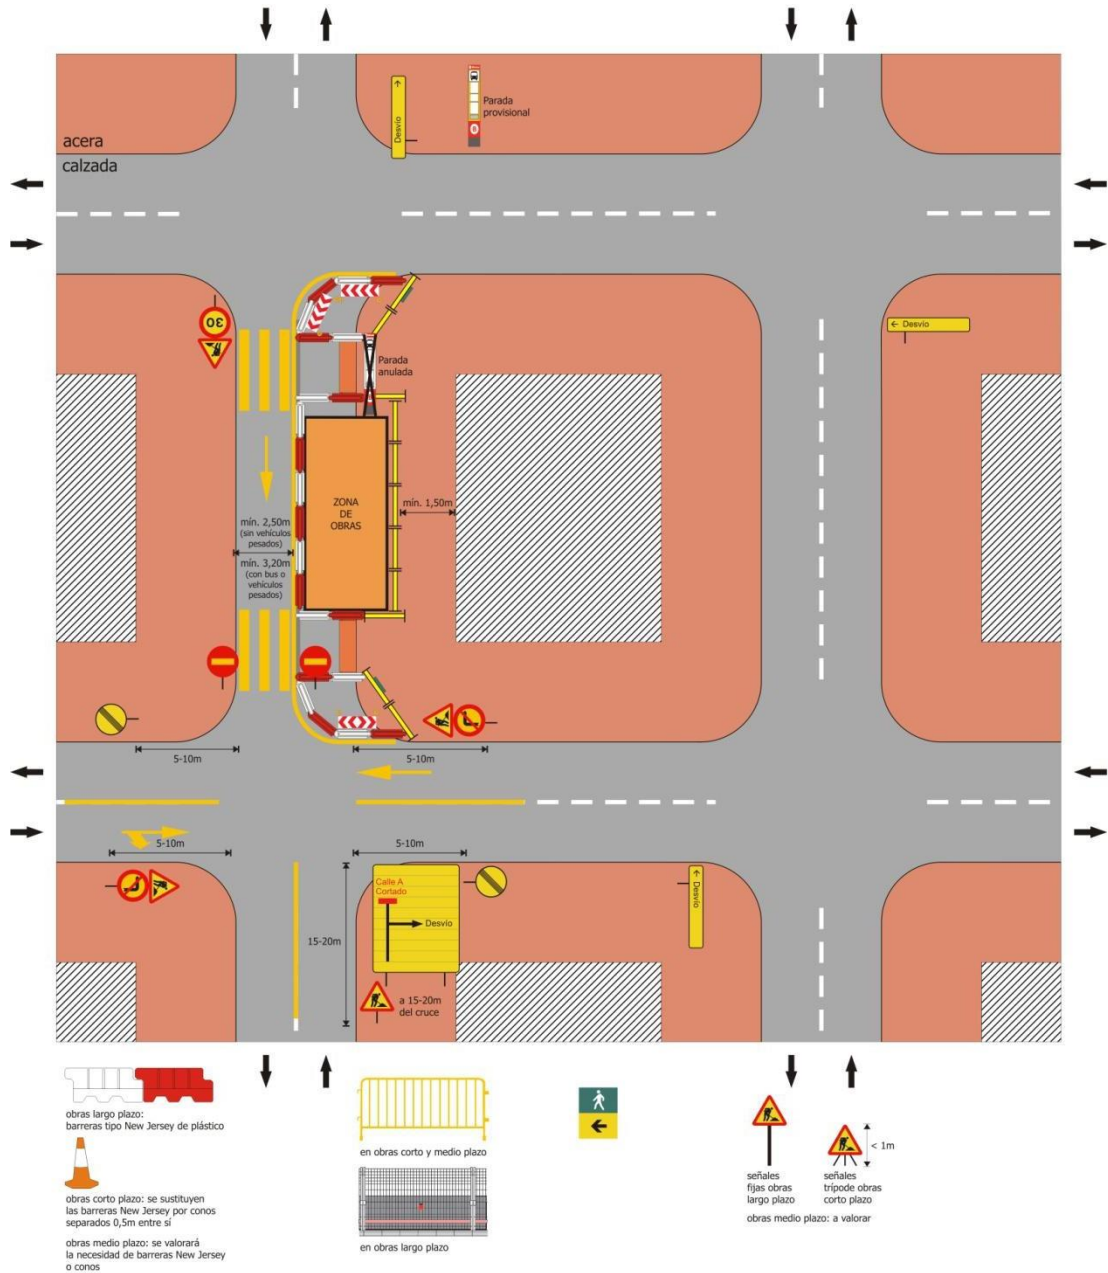 Desvío
Parada
provisional
acera
calzada
30
Desvío
Parada
anulada
ZONA
DE
OBRAS
mín. 1,50m
mín. 2,50m
(sin vehículos
pesados)
mín. 3,20m
(con bus o
vehículos
pesados)
5-10m
5-10m
5-10m
5-10m
Calle A
Cortado
Desvío
Desvío
15-20m
a 15-20m
del cruce
obras largo plazo:
barreras tipo New Jersey de plástico
obras corto plazo: se sustituyen
las barreras New Jersey por conos
separados 0,5m entre sí
obras medio plazo: se valorará
la necesidad de barreras New Jersey
o conos
en obras corto y medio plazo
en obras largo plazo
señales
fijas obras
largo plazo
< 1m
señales
trípode obras
corto plazo
obras medio plazo: a valorar